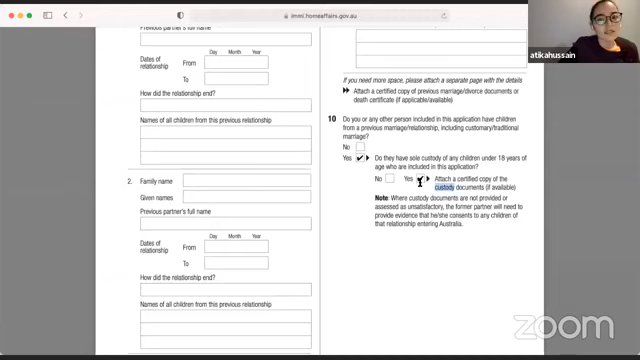 immi.homeaffairs.gov.au
Previous partner's full name
Day Month Year
Dates of
relationship
From
To
How did the relationship end?
Names of all children from this previous relationship
2. Family name
Given names
Previous partner's full name
Day Month Year
Dates of
relationship
From
To
How did the relationship end?
Names of all children from this previous relationship
If you need more space, please attach a separate page with the details
Attach a certified copy of previous marriage/divorce documents or
death certificate (if applicable/available)
10 Do you or any other person included in this application have children
from a previous marriage/relationship, including customary/traditional
marriage?
No
Yes Do they have sole custody of any children under 18 years of
age who are included in this application?
No Yes Attach a certified copy of the
custody documents (if available)
Note: Where custody documents are not provided or
assessed as unsatisfactory, the former partner will need to
provide evidence that he/she consents to any children of
that relationship entering Australia.
atikahussain
zoom